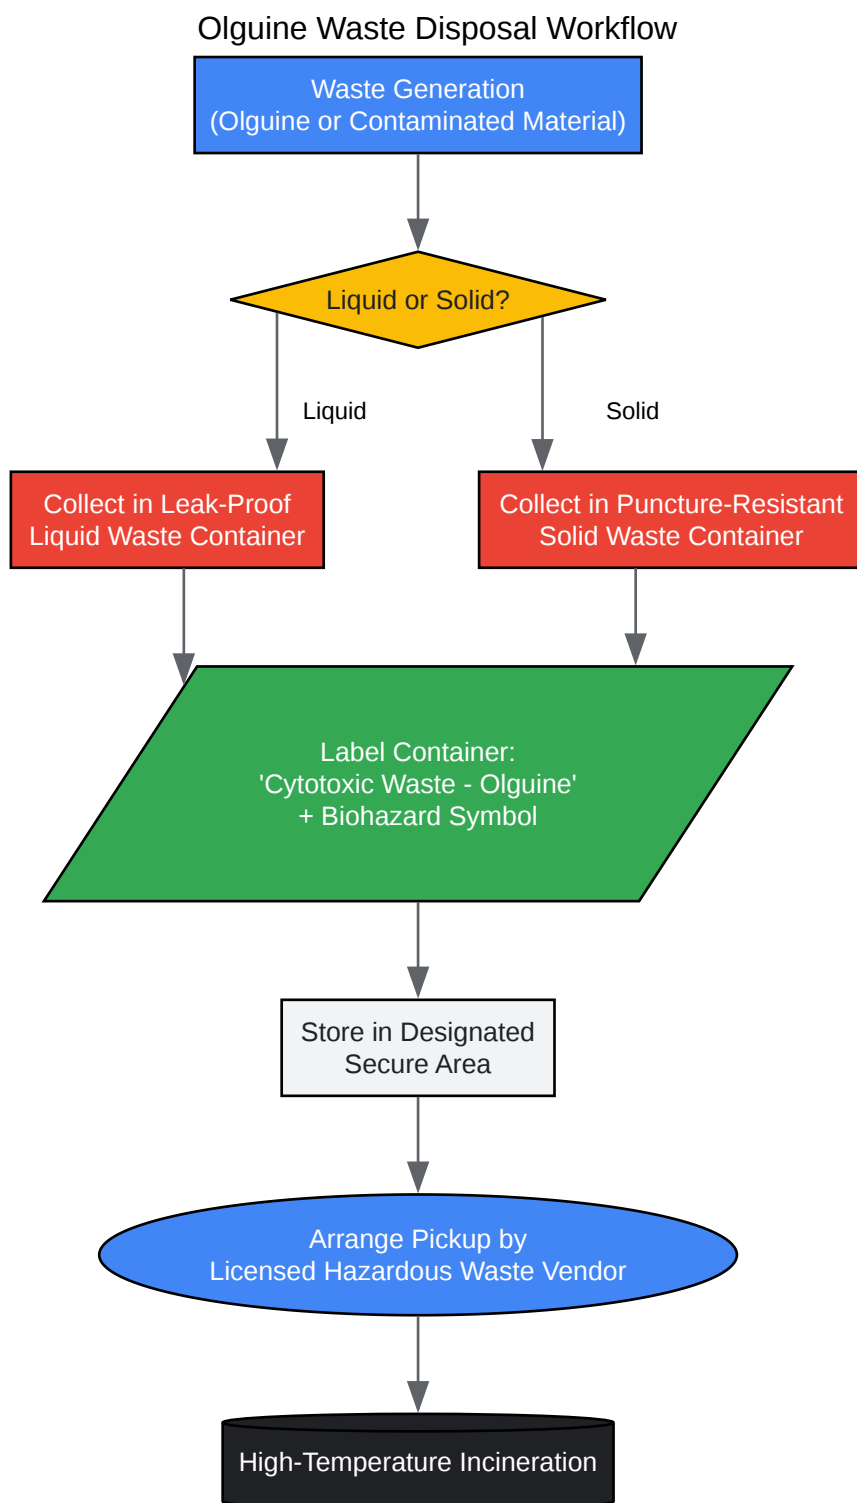 Olguine Waste Disposal Workflow
Waste Generation
(Olguine or Contaminated Material)
Liquid or Solid?
Liquid
Solid
Collect in Leak-Proof
Liquid Waste Container
Collect in Puncture-Resistant
Solid Waste Container
Label Container:
'Cytotoxic Waste - Olguine'
+ Biohazard Symbol
Store in Designated
Secure Area
Arrange Pickup by
Licensed Hazardous Waste Vendor
High-Temperature Incineration